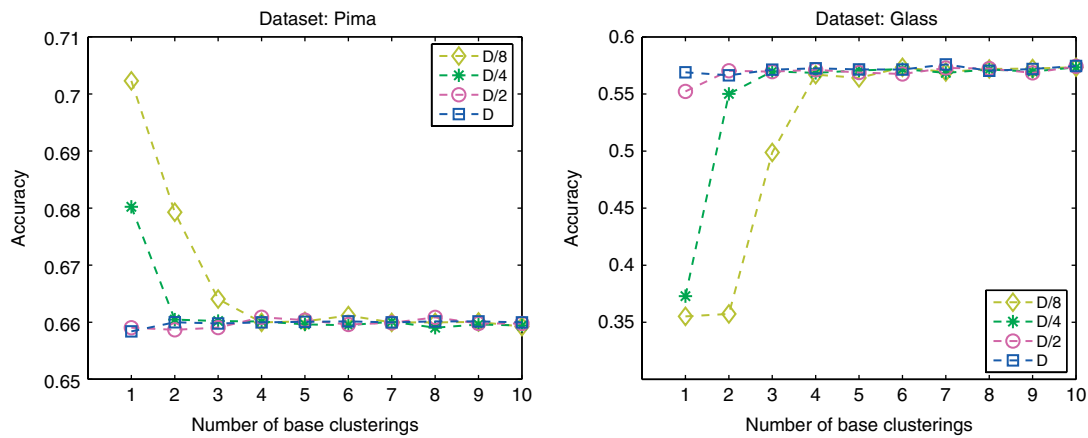 Dataset: Pima
0.71
0.7
0.69
0.68
0.67
0.66
0.65
Accuracy
1 2 3 4 5 6 7 8 9 10
Number of base clusterings
D/8
D/4
D/2
D
Dataset: Glass
0.6
0.55
0.5
0.45
0.4
0.35
Accuracy
1 2 3 4 5 6 7 8 9 10
Number of base clusterings
D/8
D/4
D/2
D